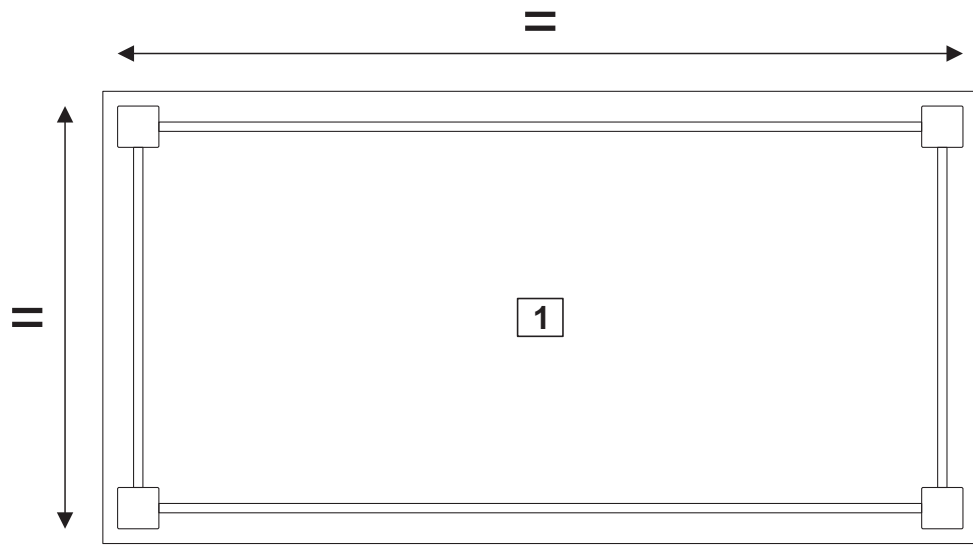 =
=
1